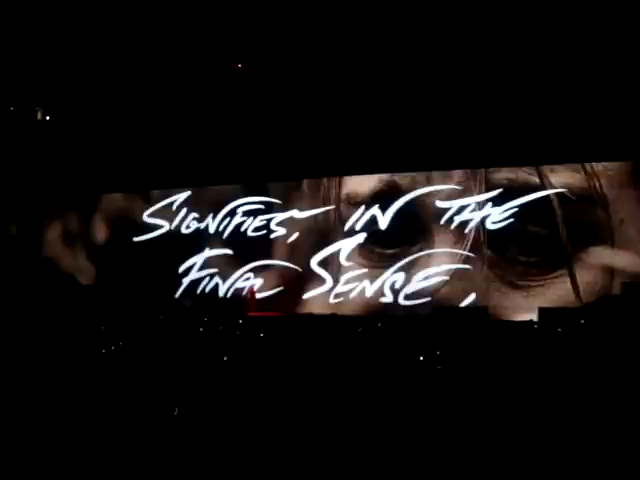 SIGNIFIES, IN THE
FINAL SENSE,